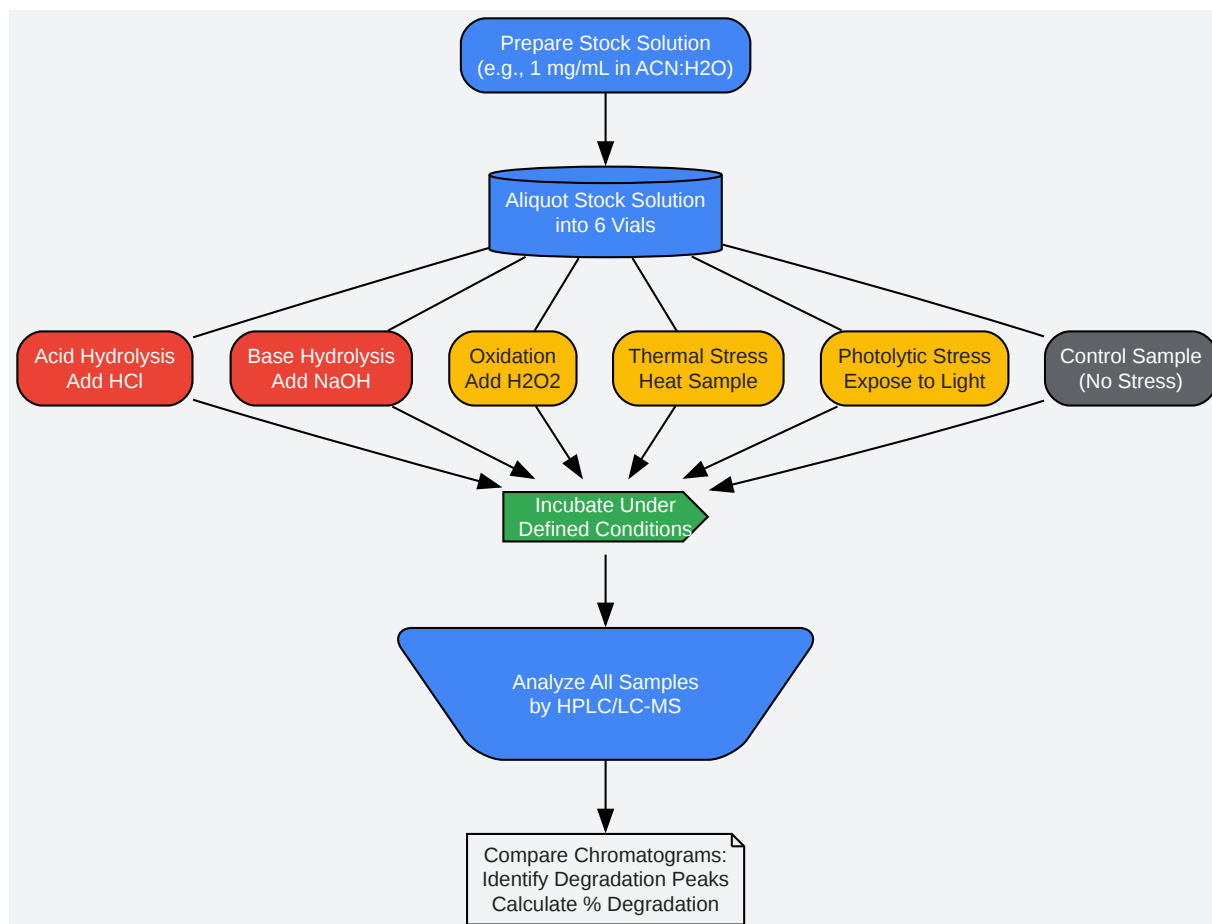 Prepare Stock Solution
(e.g., 1 mg/mL in ACN:H2O)
Aliquot Stock Solution
into 6 Vials
Acid Hydrolysis
Add HCl
Base Hydrolysis
Add NaOH
Oxidation
Add H2O2
Thermal Stress
Heat Sample
Photolytic Stress
Expose to Light
Control Sample
(No Stress)
Incubate Under
Defined Conditions
Analyze All Samples
by HPLC/LC-MS
Compare Chromatograms:
Identify Degradation Peaks
Calculate % Degradation